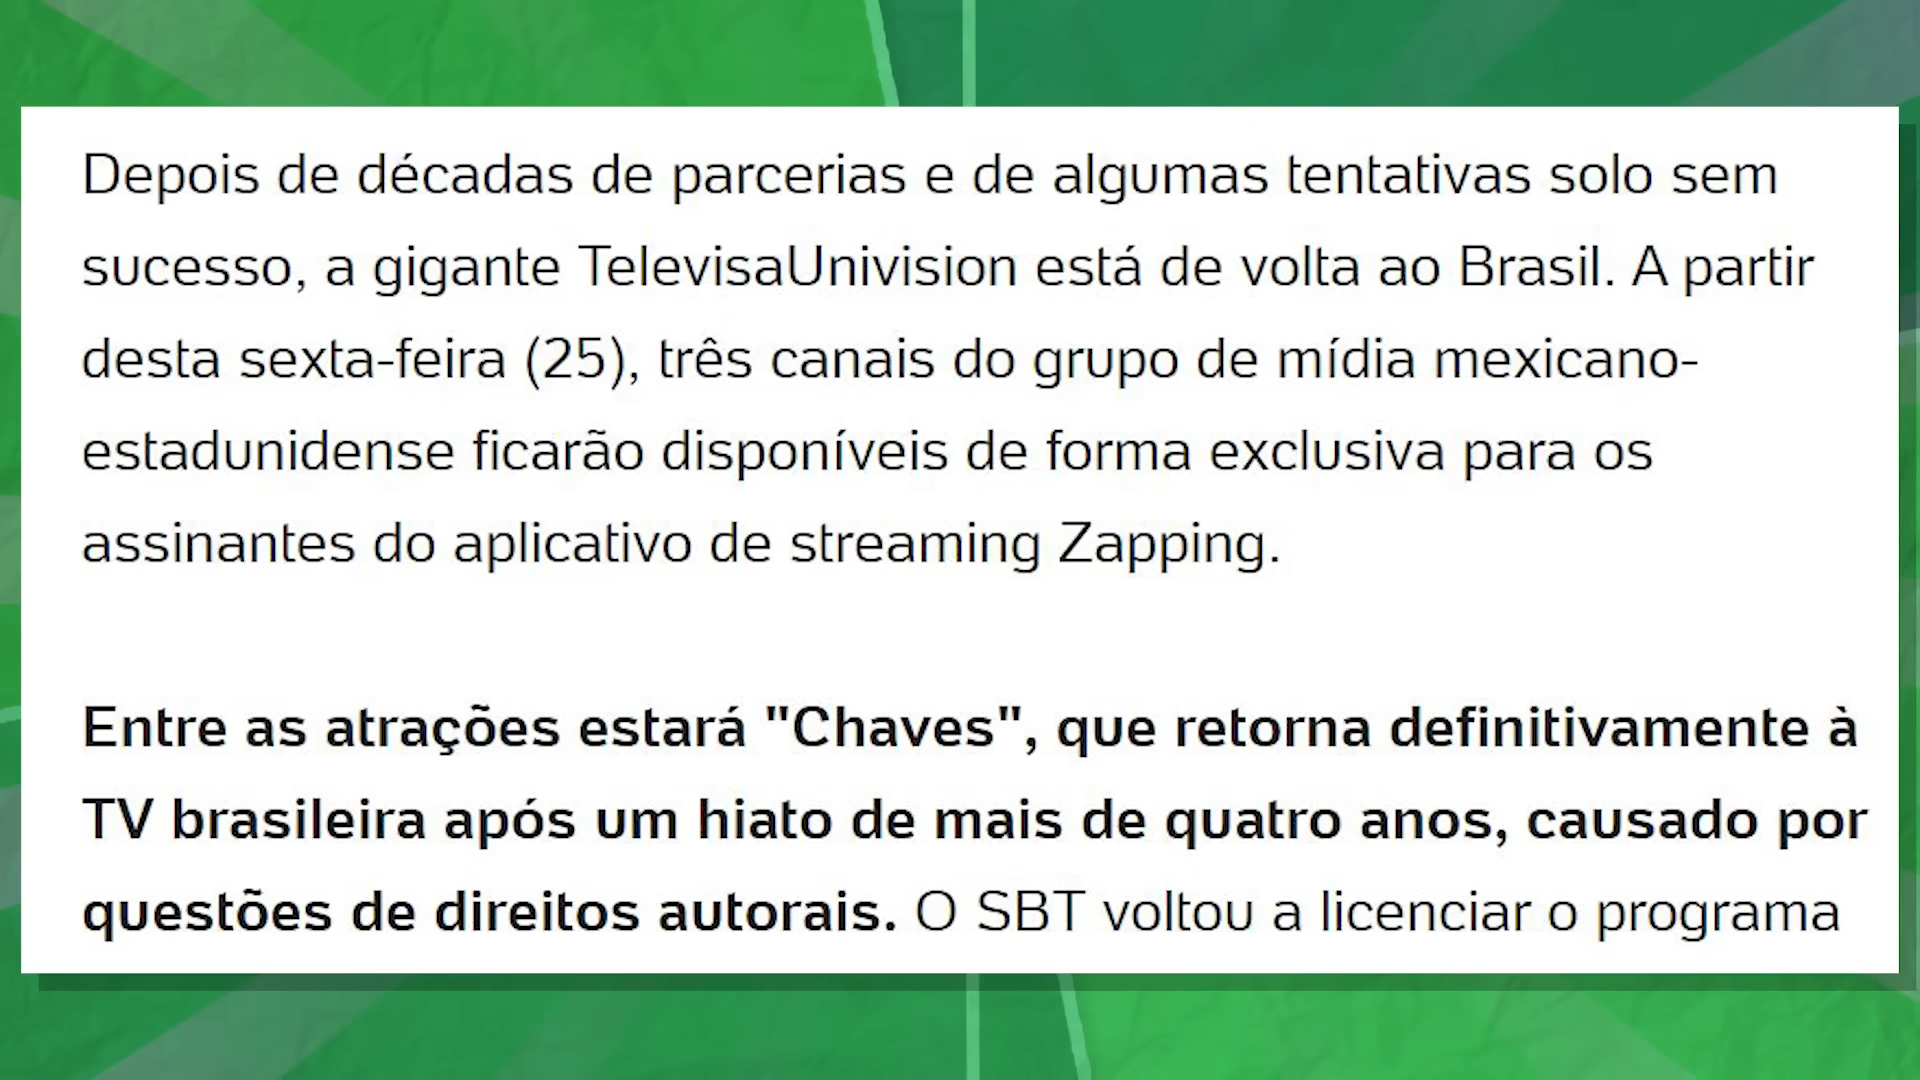 Depois de décadas de parcerias e de algumas tentativas solo sem
sucesso, a gigante TelevisaUnivision está de volta ao Brasil. A partir
desta sexta-feira (25), três canais do grupo de mídia mexicano-
estadunidense ficarão disponíveis de forma exclusiva para os
assinantes do aplicativo de streaming Zapping.
Entre as atrações estará "Chaves", que retorna definitivamente à
TV brasileira após um hiato de mais de quatro anos, causado por
questões de direitos autorais. O SBT voltou a licenciar o programa